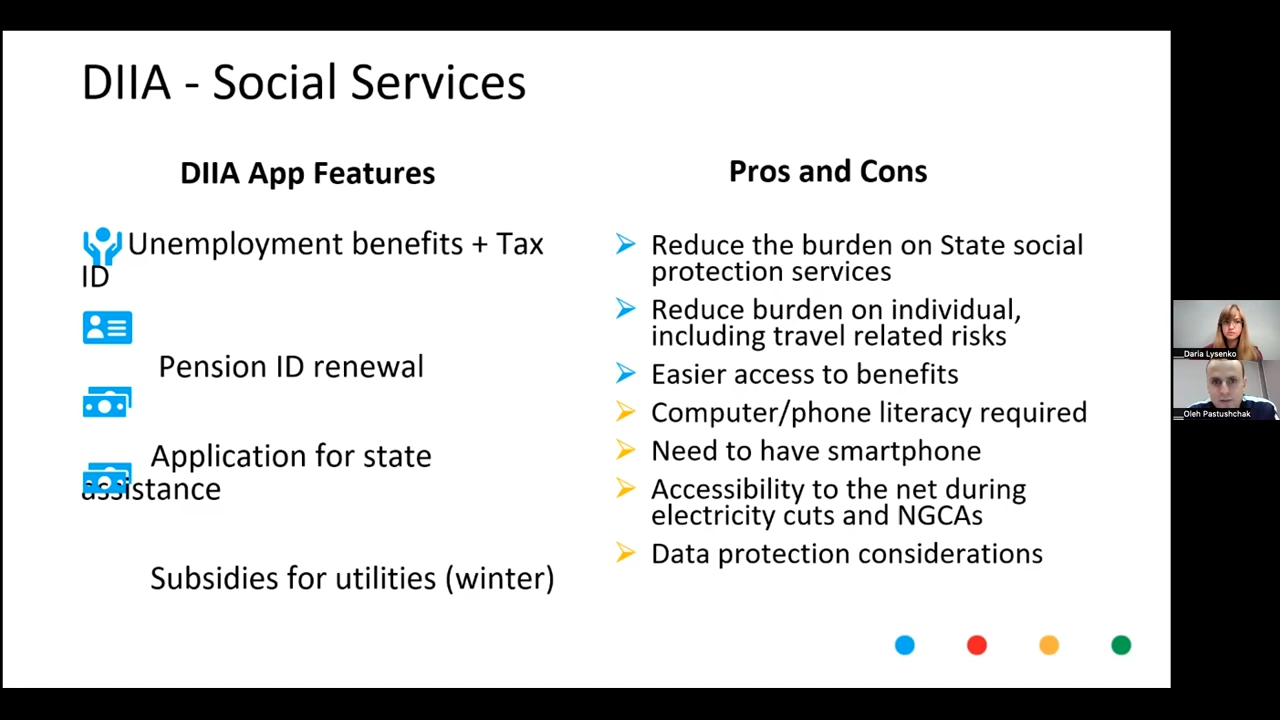 DIIA - Social Services
DIIA App Features
Unemployment benefits + Tax
ID
Pension ID renewal
Application for state
assistance
Subsidies for utilities (winter)
Pros and Cons
Reduce the burden on State social
protection services
Reduce burden on individual,
including travel related risks
Easier access to benefits
Computer/phone literacy required
Need to have smartphone
Accessibility to the net during
electricity cuts and NGCAs
Data protection considerations
Daria Lysenko
Oleh Pastushchak